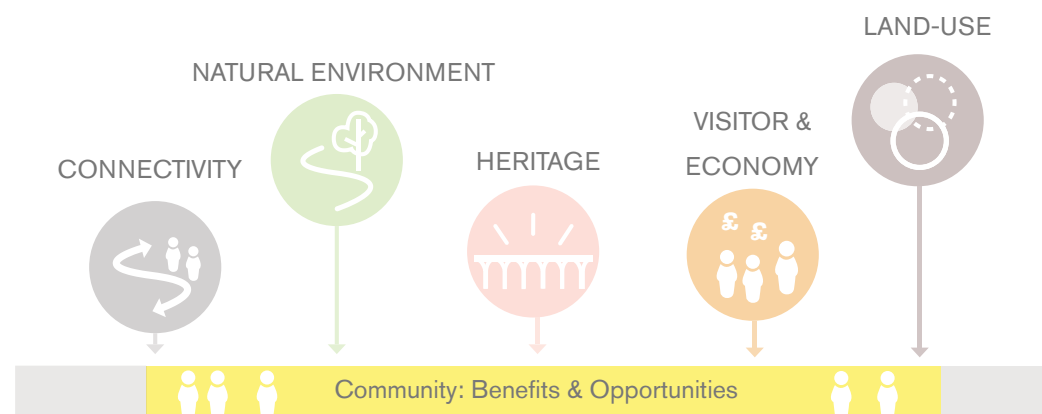 LAND-USE
NATURAL ENVIRONMENT
VISITOR &
ECONOMY
HERITAGE
CONNECTIVITY
£ £
Community: Benefits & Opportunities